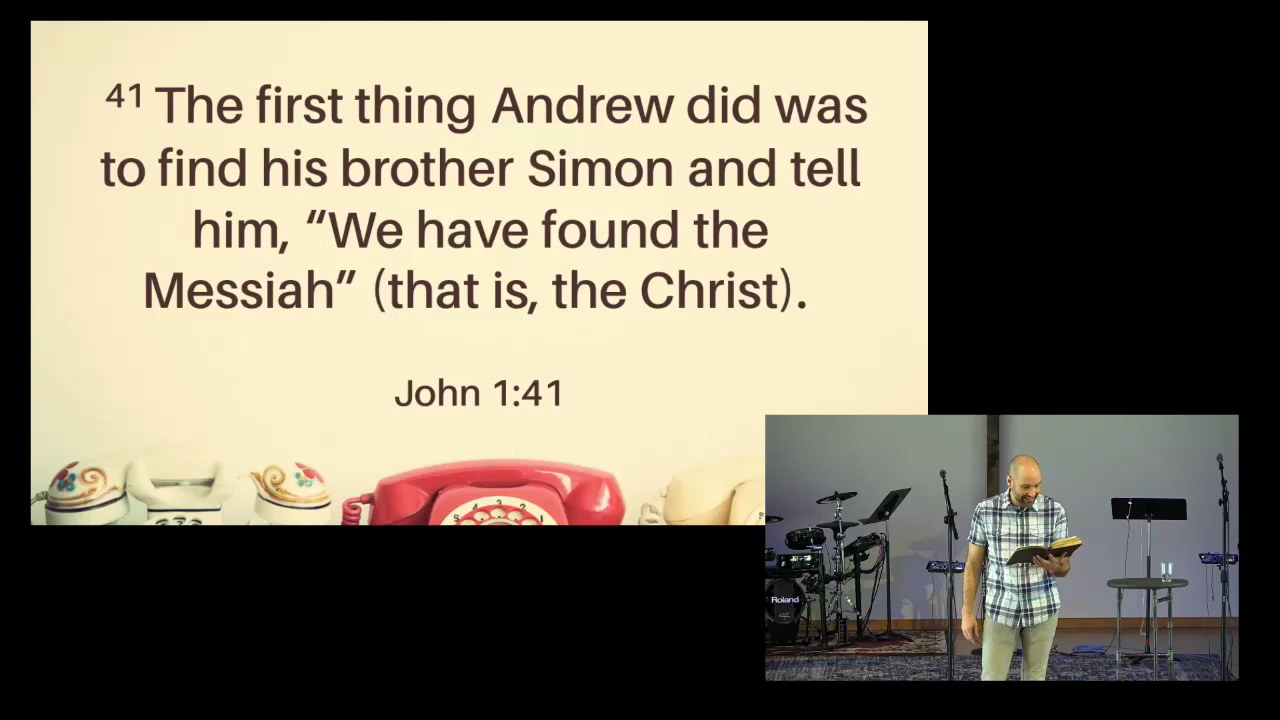 41 The first thing Andrew did was
to find his brother Simon and tell
him, “We have found the
Messiah” (that is, the Christ).
John 1:41
Roland